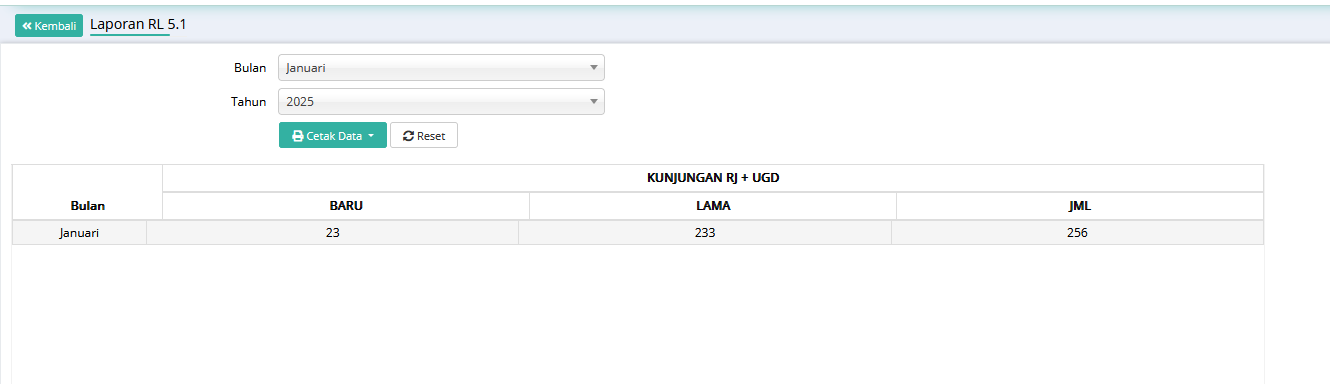 Kembali Laporan RL 5.1
Bulan Januari
Tahun 2025
Cetak Data Reset
KUNJUNGAN RJ + UGD
Bulan BARU LAMA JML
Januari 23 233 256